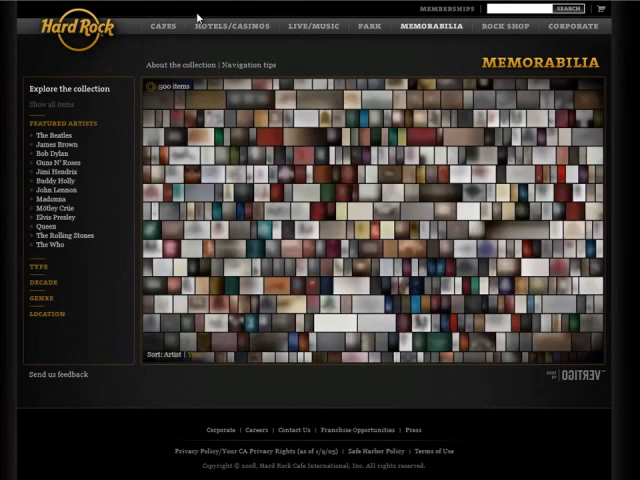 MEMBERSHIPS | SEARCH
Hard Rock
CAFES | HOTELS/CASINOS | LIVE/MUSIC | PARK | MEMORABILIA | ROCK SHOP | CORPORATE
About the collection | Navigation tips
MEMORABILIA
Explore the collection
Show all items
FEATURED ARTISTS
The Beatles
James Brown
Bob Dylan
Guns N' Roses
Jimi Hendrix
Buddy Holly
John Lennon
Madonna
Mötley Crüe
Elvis Presley
Queen
The Rolling Stones
The Who
TYPE
DECADE
GENRE
LOCATION
500 items
Sort: Artist |
Send us feedback
VERTIGO
Corporate | Careers | Contact Us | Franchise Opportunities | Press
Privacy Policy/Your CA Privacy Rights (as of 1/9/05) | Safe Harbor Policy | Terms of Use
Copyright © 2008, Hard Rock Cafe International, Inc. All rights reserved.